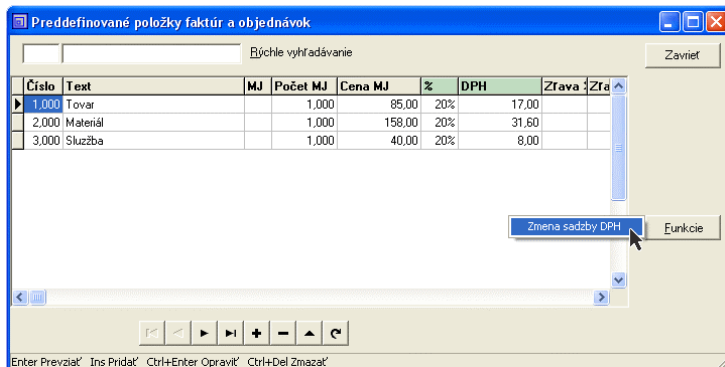 Preddefinované položky faktúr a objednávok
Rýchle vyhľadávanie
Zavrieť
Číslo Text MJ Počet MJ Cena MJ % DPH Zľava Zľa
1,000 Tovar 1,000 85,00 20% 17,00
2,000 Materiál 1,000 158,00 20% 31,60
3,000 Služžba 1,000 40,00 20% 8,00
Zmena sadzby DPH
Funkcie
Enter Prevziať Ins Pridať Ctrl+Enter Opraviť Ctrl+Del Zmazať